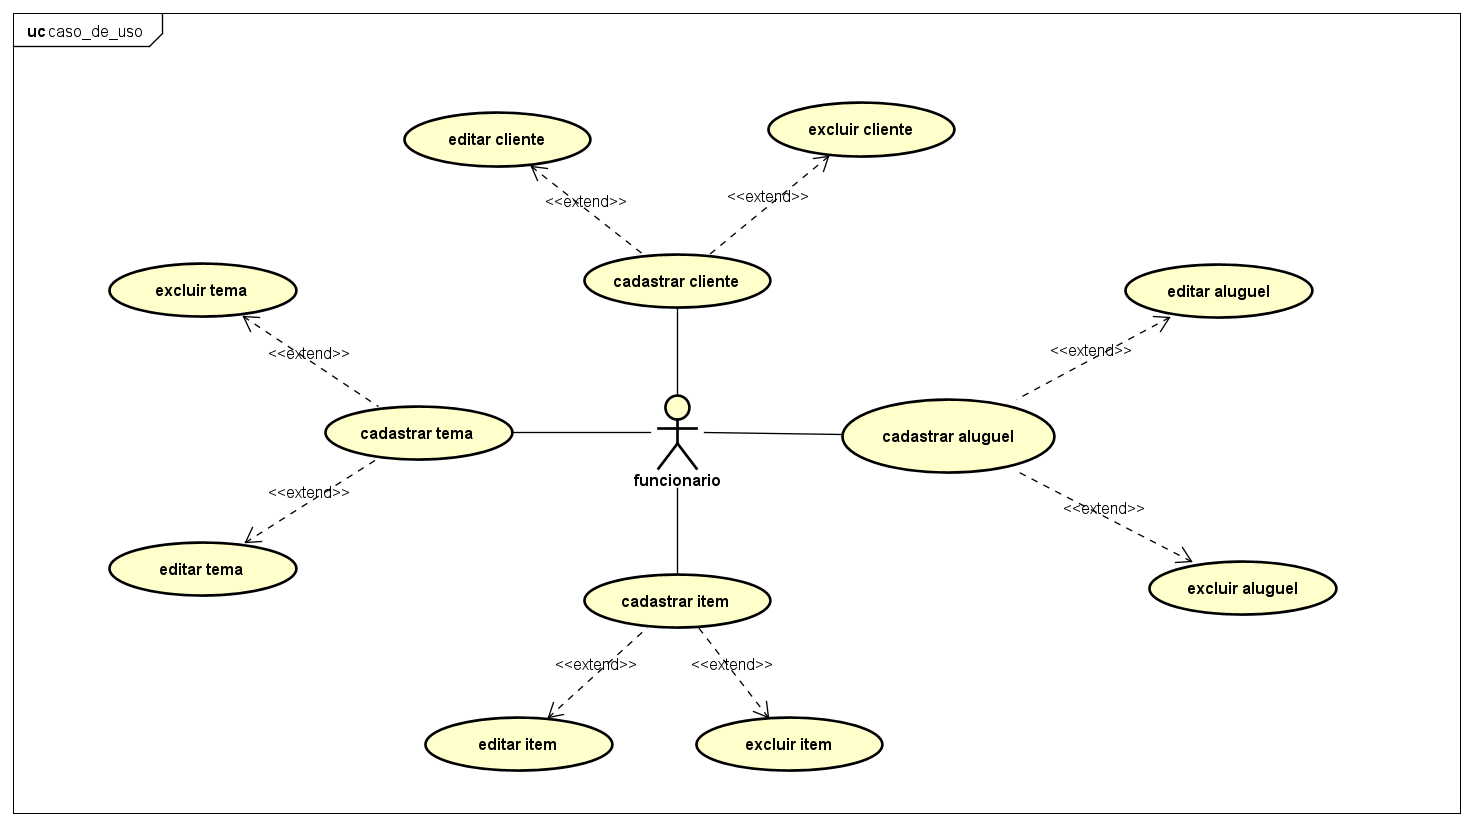 uc caso_de_uso
editar cliente
excluir cliente
<<extend>>
<<extend>>
cadastrar cliente
excluir tema
editar aluguel
<<extend>>
<<extend>>
cadastrar tema
cadastrar aluguel
funcionario
<<extend>>
<<extend>>
editar tema
excluir aluguel
cadastrar item
<<extend>>
<<extend>>
editar item
excluir item